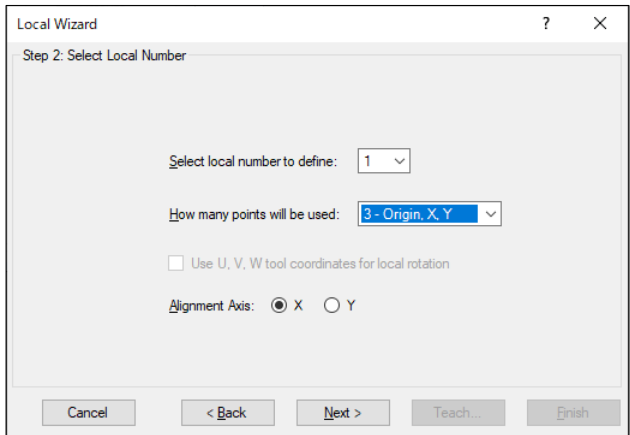 Local Wizard ?
Step 2: Select Local Number
Select local number to define: 1
How many points will be used: 3 - Origin, X, Y
Use U, V, W tool coordinates for local rotation
Alignment Axis: X Y
Cancel < Back Next > Teach... Finish